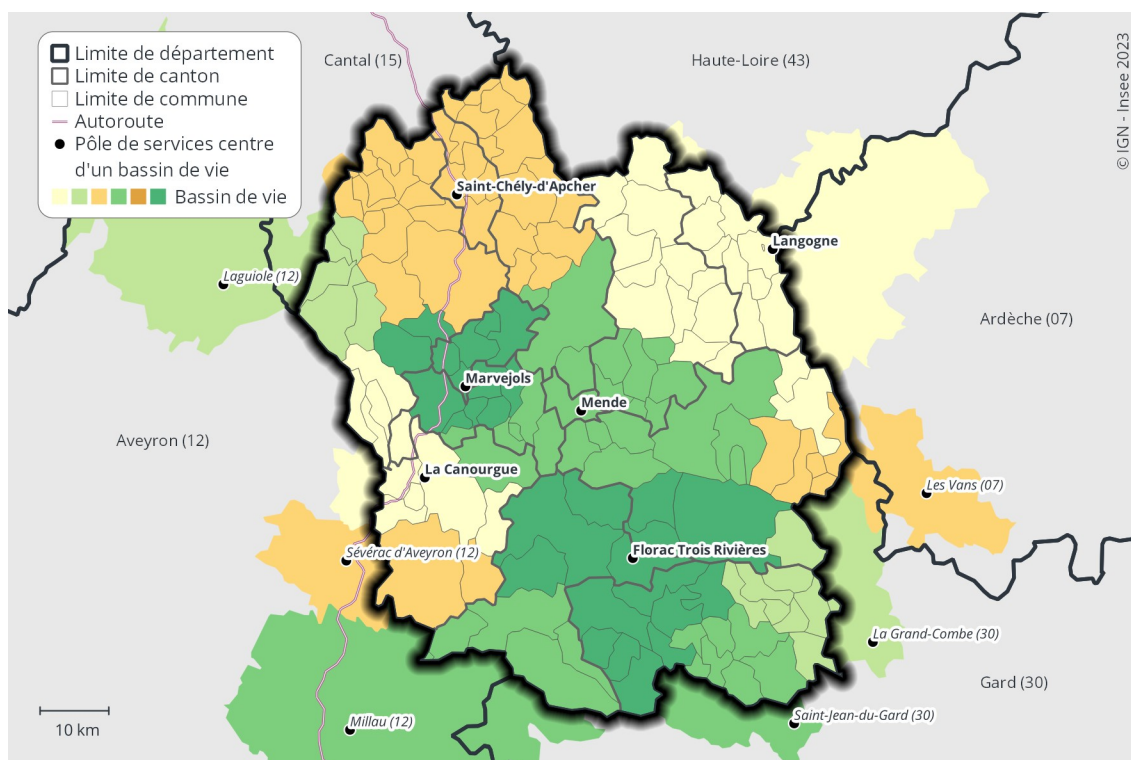 Limite de département
Limite de canton
Limite de commune
Autoroute
Pôle de services centre
d'un bassin de vie
Bassin de vie
Cantal (15)
Haute-Loire (43)
© IGN - Insee 2023
Saint-Chély-d'Apcher
Langogne
Laguiole (12)
Ardèche (07)
Marvejols
Mende
Aveyron (12)
La Canourgue
Les Vans (07)
Sévérac d'Aveyron (12)
Florac Trois Rivières
La Grand-Combe (30)
Gard (30)
Saint-Jean-du-Gard (30)
Millau (12)
10 km